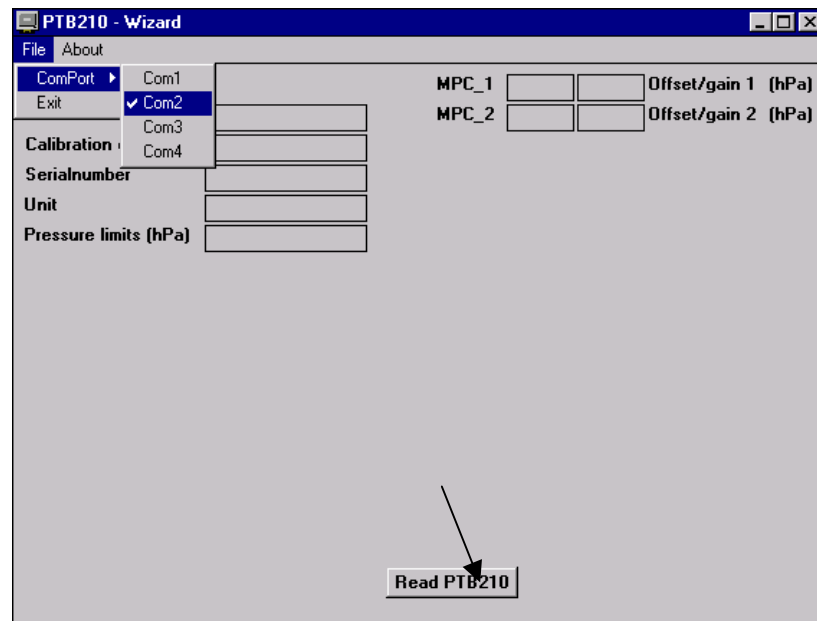 PTB210 - Wizard
File About
ComPort Com1
Exit Com2
Com3
Com4
MPC_1 Offset/gain 1 (hPa)
MPC_2 Offset/gain 2 (hPa)
Calibration
Serialnumber
Unit
Pressure limits (hPa)
Read PTB210